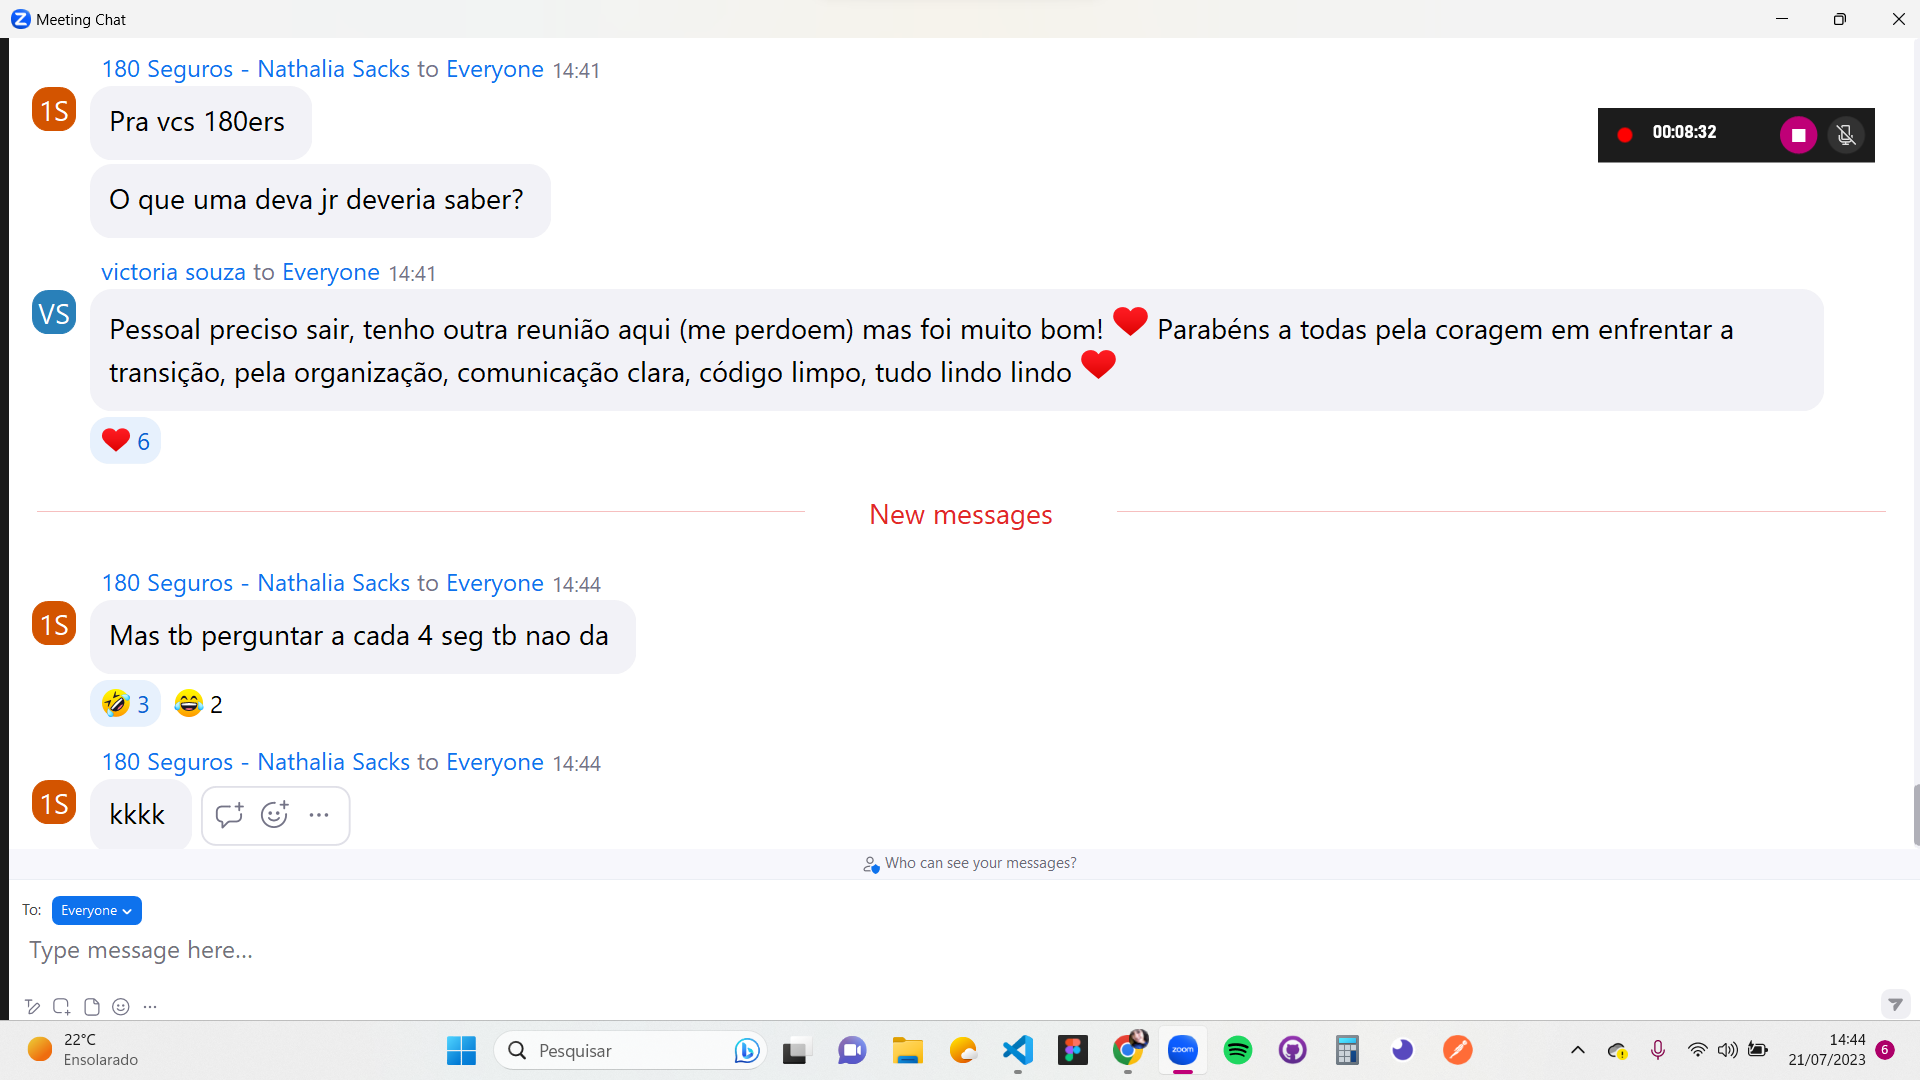 Meeting Chat
180 Seguros - Nathalia Sacks to Everyone 14:41
1S
Pra vcs 180ers
00:08:32
O que uma deva jr deveria saber?
victoria souza to Everyone 14:41
VS
Pessoal preciso sair, tenho outra reunião aqui (me perdoem) mas foi muito bom! ❤️ Parabéns a todas pela coragem em enfrentar a
transição, pela organização, comunicação clara, código limpo, tudo lindo lindo ❤️
❤️ 6
New messages
180 Seguros - Nathalia Sacks to Everyone 14:44
1S
Mas tb perguntar a cada 4 seg tb nao da
🤣 3 😂 2
180 Seguros - Nathalia Sacks to Everyone 14:44
1S
kkkk
Who can see your messages?
To: Everyone
Type message here...
22°C
Ensolarado
Pesquisar
zoom
14:44
21/07/2023
6